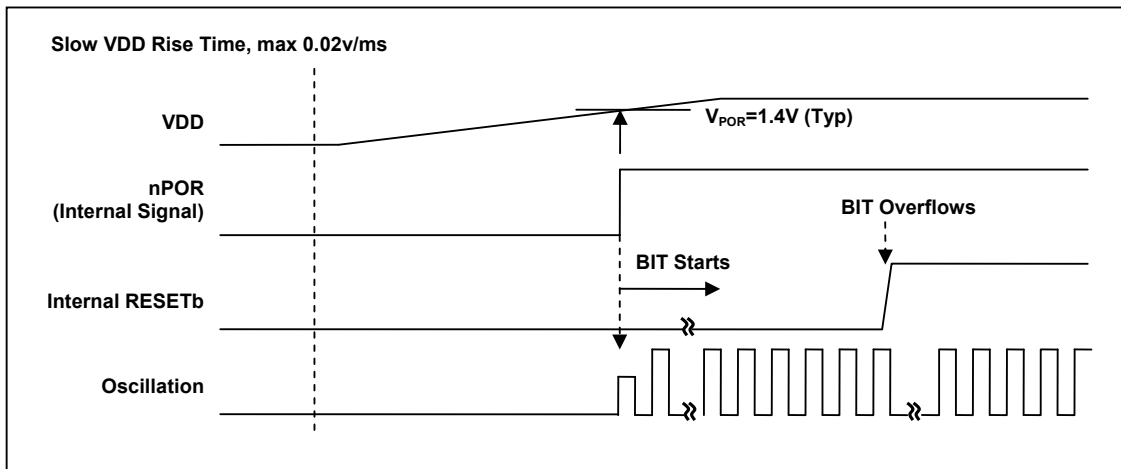 Slow VDD Rise Time, max 0.02v/ms
VDD
VPOR=1.4V (Typ)
nPOR
(Internal Signal)
BIT Overflows
BIT Starts
Internal RESETb
Oscillation